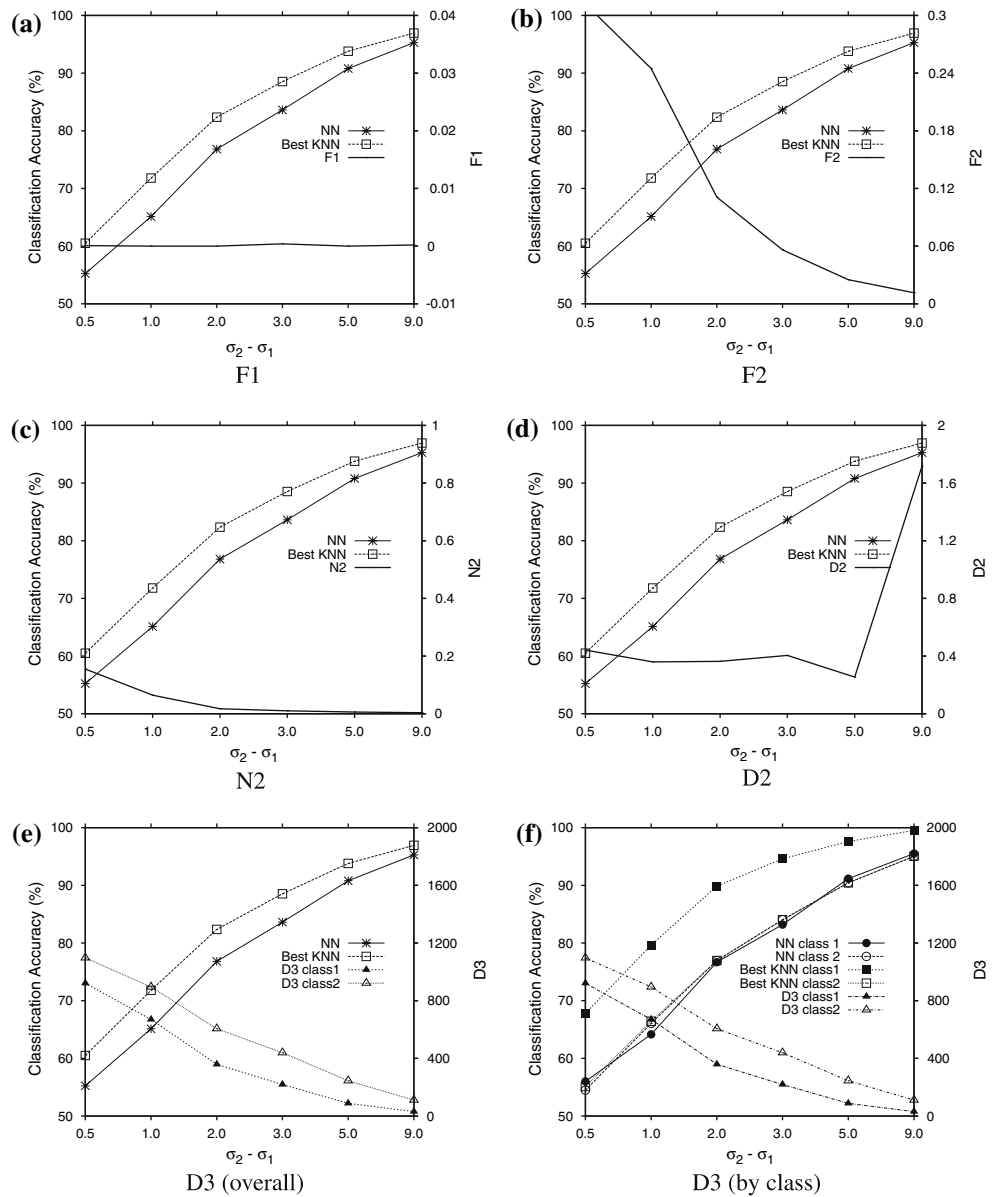 (a)
100
90
80
70
60
50
Classification Accuracy (%)
0.04
0.03
0.02
0.01
0
-0.01
F1
NN
Best KNN
F1
0.5 1.0 2.0 3.0 5.0 9.0
σ2 - σ1
F1
(b)
100
90
80
70
60
50
Classification Accuracy (%)
0.3
0.24
0.18
0.12
0.06
0
F2
NN
Best KNN
F2
0.5 1.0 2.0 3.0 5.0 9.0
σ2 - σ1
F2
(c)
100
90
80
70
60
50
Classification Accuracy (%)
1
0.8
0.6
0.4
0.2
0
N2
NN
Best KNN
N2
0.5 1.0 2.0 3.0 5.0 9.0
σ2 - σ1
N2
(d)
100
90
80
70
60
50
Classification Accuracy (%)
2
1.6
1.2
0.8
0.4
0
D2
NN
Best KNN
D2
0.5 1.0 2.0 3.0 5.0 9.0
σ2 - σ1
D2
(e)
100
90
80
70
60
50
Classification Accuracy (%)
2000
1600
1200
800
400
0
D3
NN
Best KNN
D3 class1
D3 class2
0.5 1.0 2.0 3.0 5.0 9.0
σ2 - σ1
D3 (overall)
(f)
100
90
80
70
60
50
Classification Accuracy (%)
2000
1600
1200
800
400
0
D3
NN class 1
NN class 2
Best KNN class1
Best KNN class2
D3 class1
D3 class2
0.5 1.0 2.0 3.0 5.0 9.0
σ2 - σ1
D3 (by class)